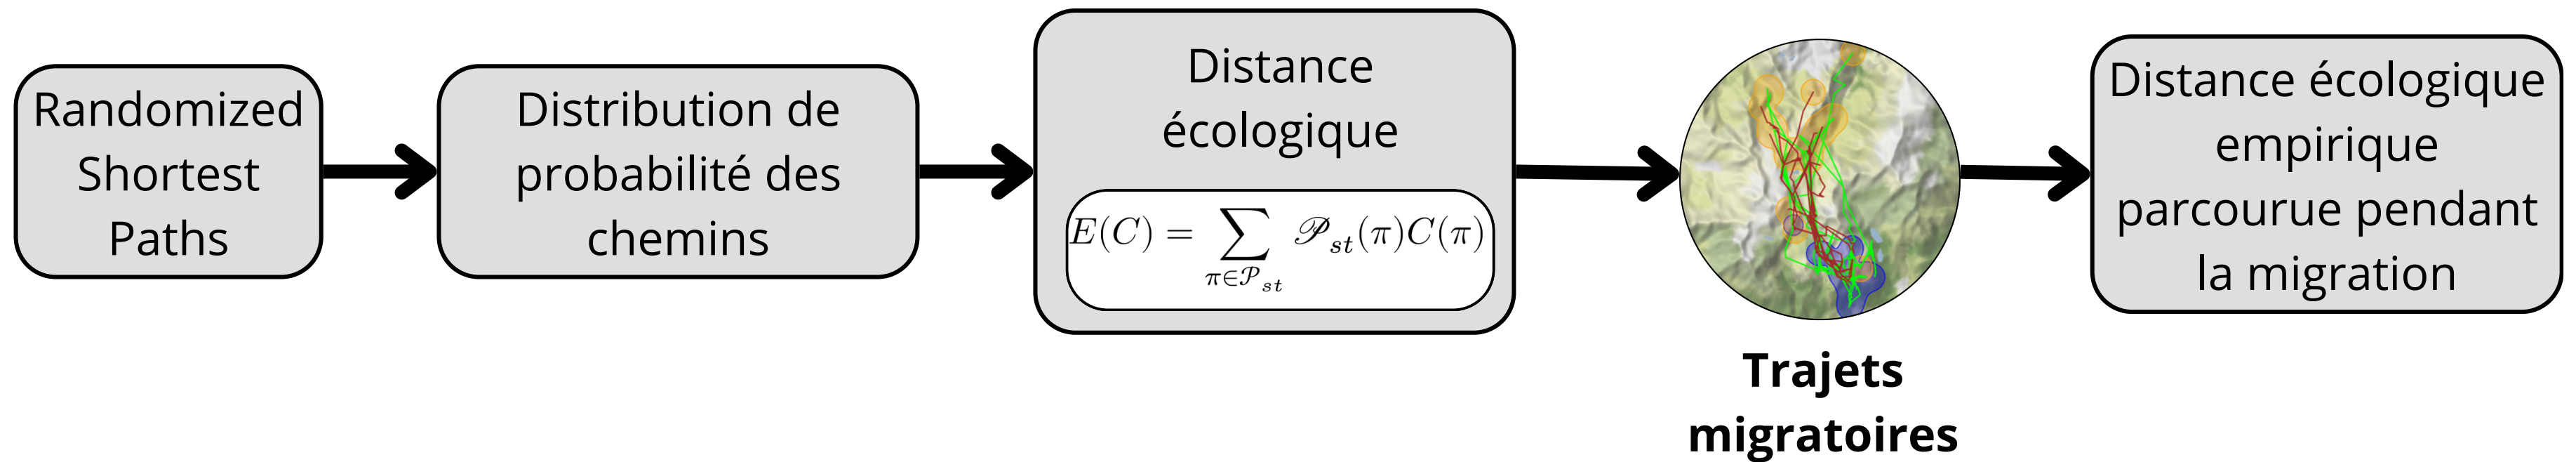 Randomized
Shortest
Paths
Distribution de
probabilité des
chemins
Distance
écologique
E(C) = ∑ 𝒫st(π)C(π)
π∈𝒫st
Trajets
migratoires
Distance écologique
empirique
parcourue pendant
la migration